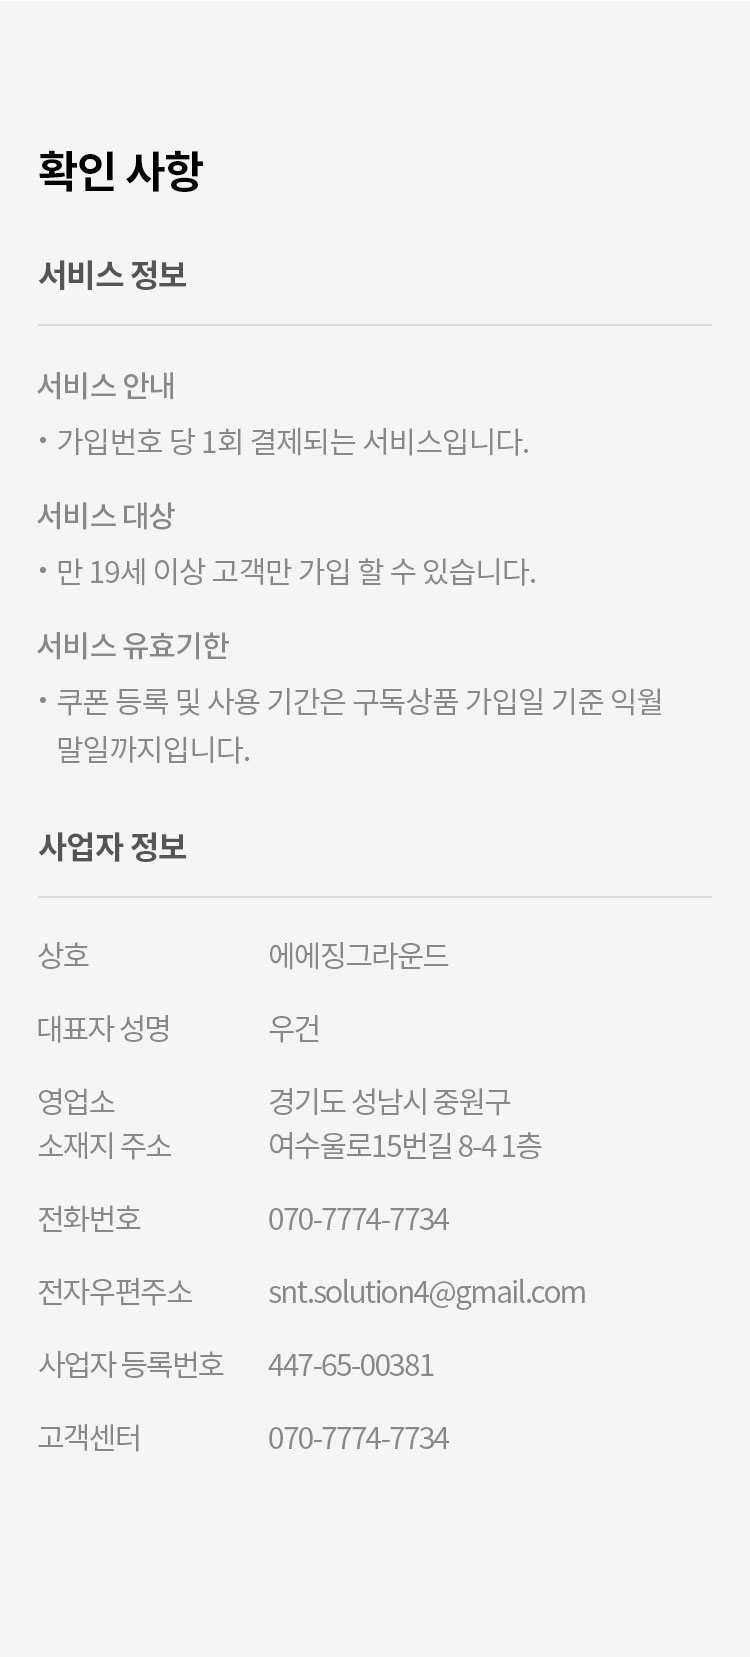 확인 사항
서비스 정보
서비스 안내
• 가입번호 당 1회 결제되는 서비스입니다.
서비스 대상
• 만 19세 이상 고객만 가입 할 수 있습니다.
서비스 유효기한
• 쿠폰 등록 및 사용 기간은 구독상품 가입일 기준 익월
말일까지입니다.
사업자 정보
상호 에에징그라운드
대표자 성명 우건
영업소 경기도 성남시 중원구
소재지 주소 여수울로15번길 8-4 1층
전화번호 070-7774-7734
전자우편주소 snt.solution4@gmail.com
사업자 등록번호 447-65-00381
고객센터 070-7774-7734